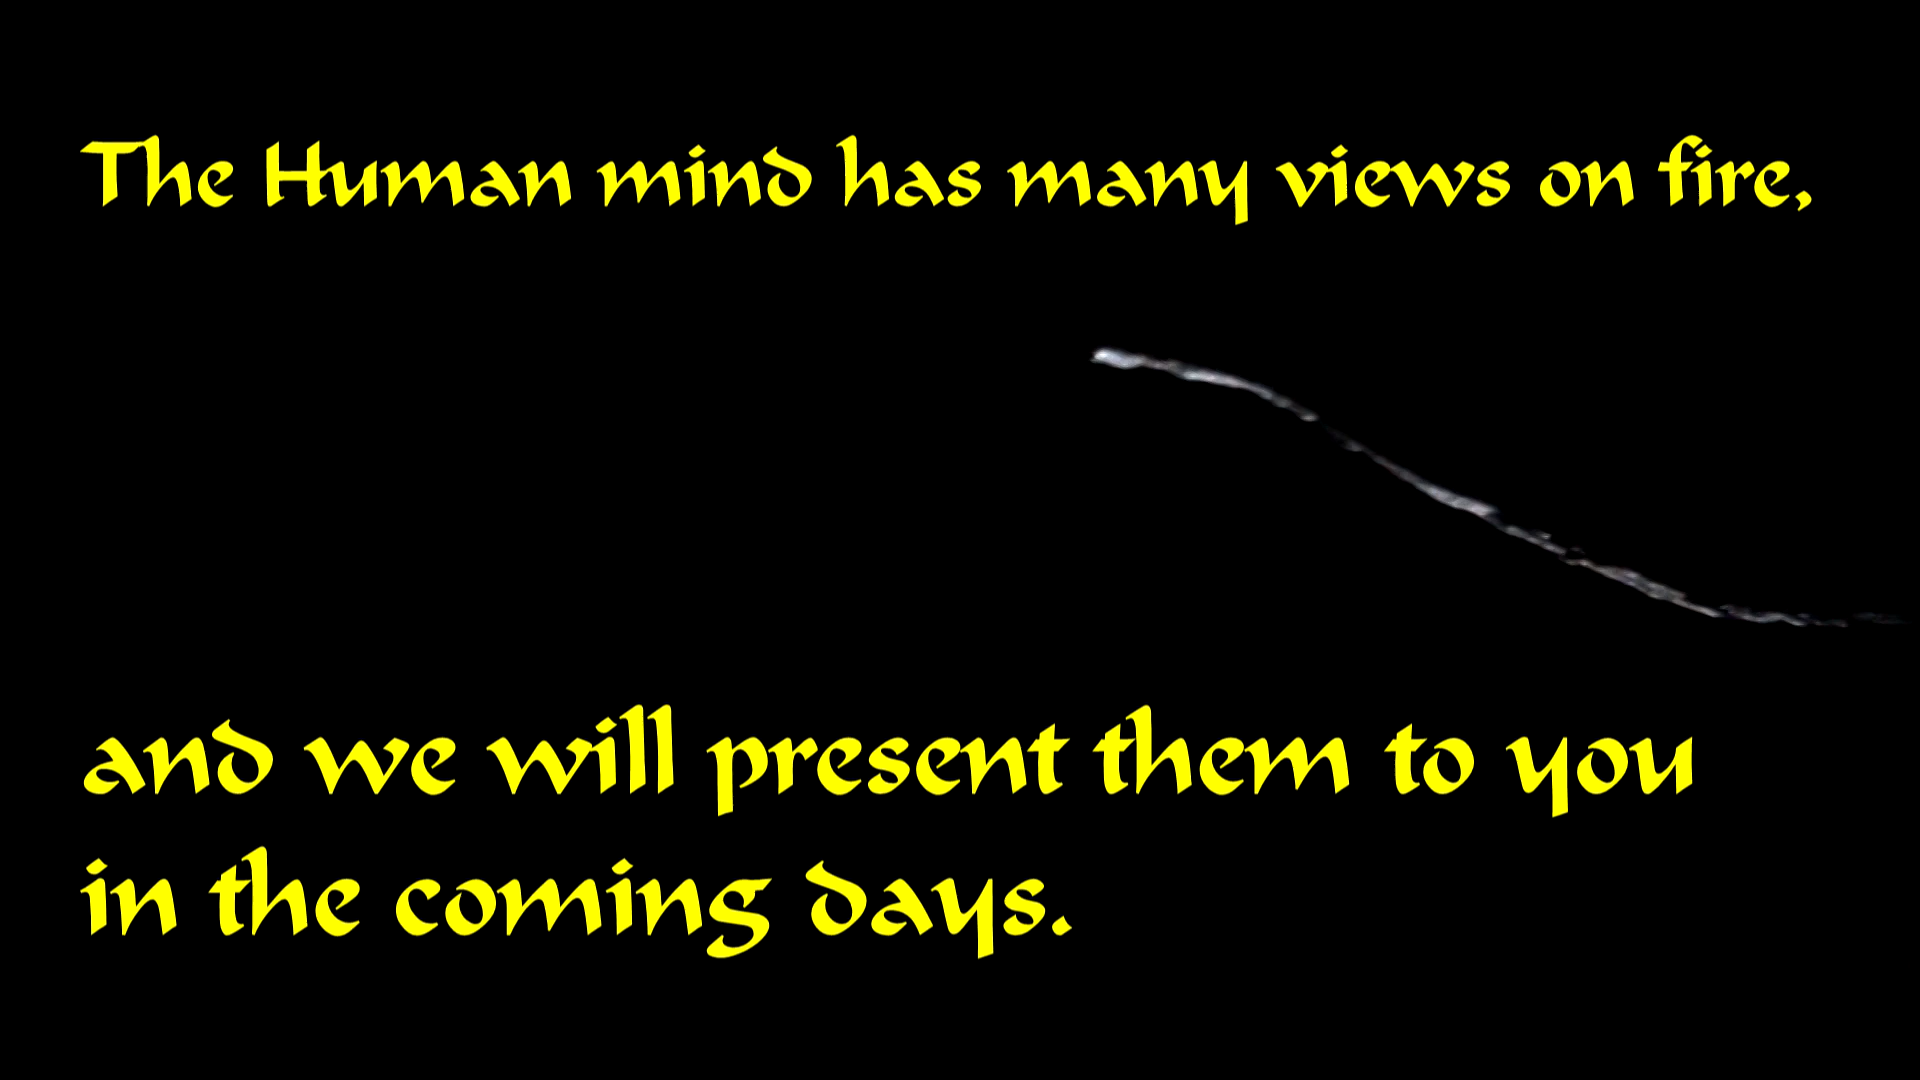 The Human mind has many views on fire,
and we will present them to you
in the coming days.